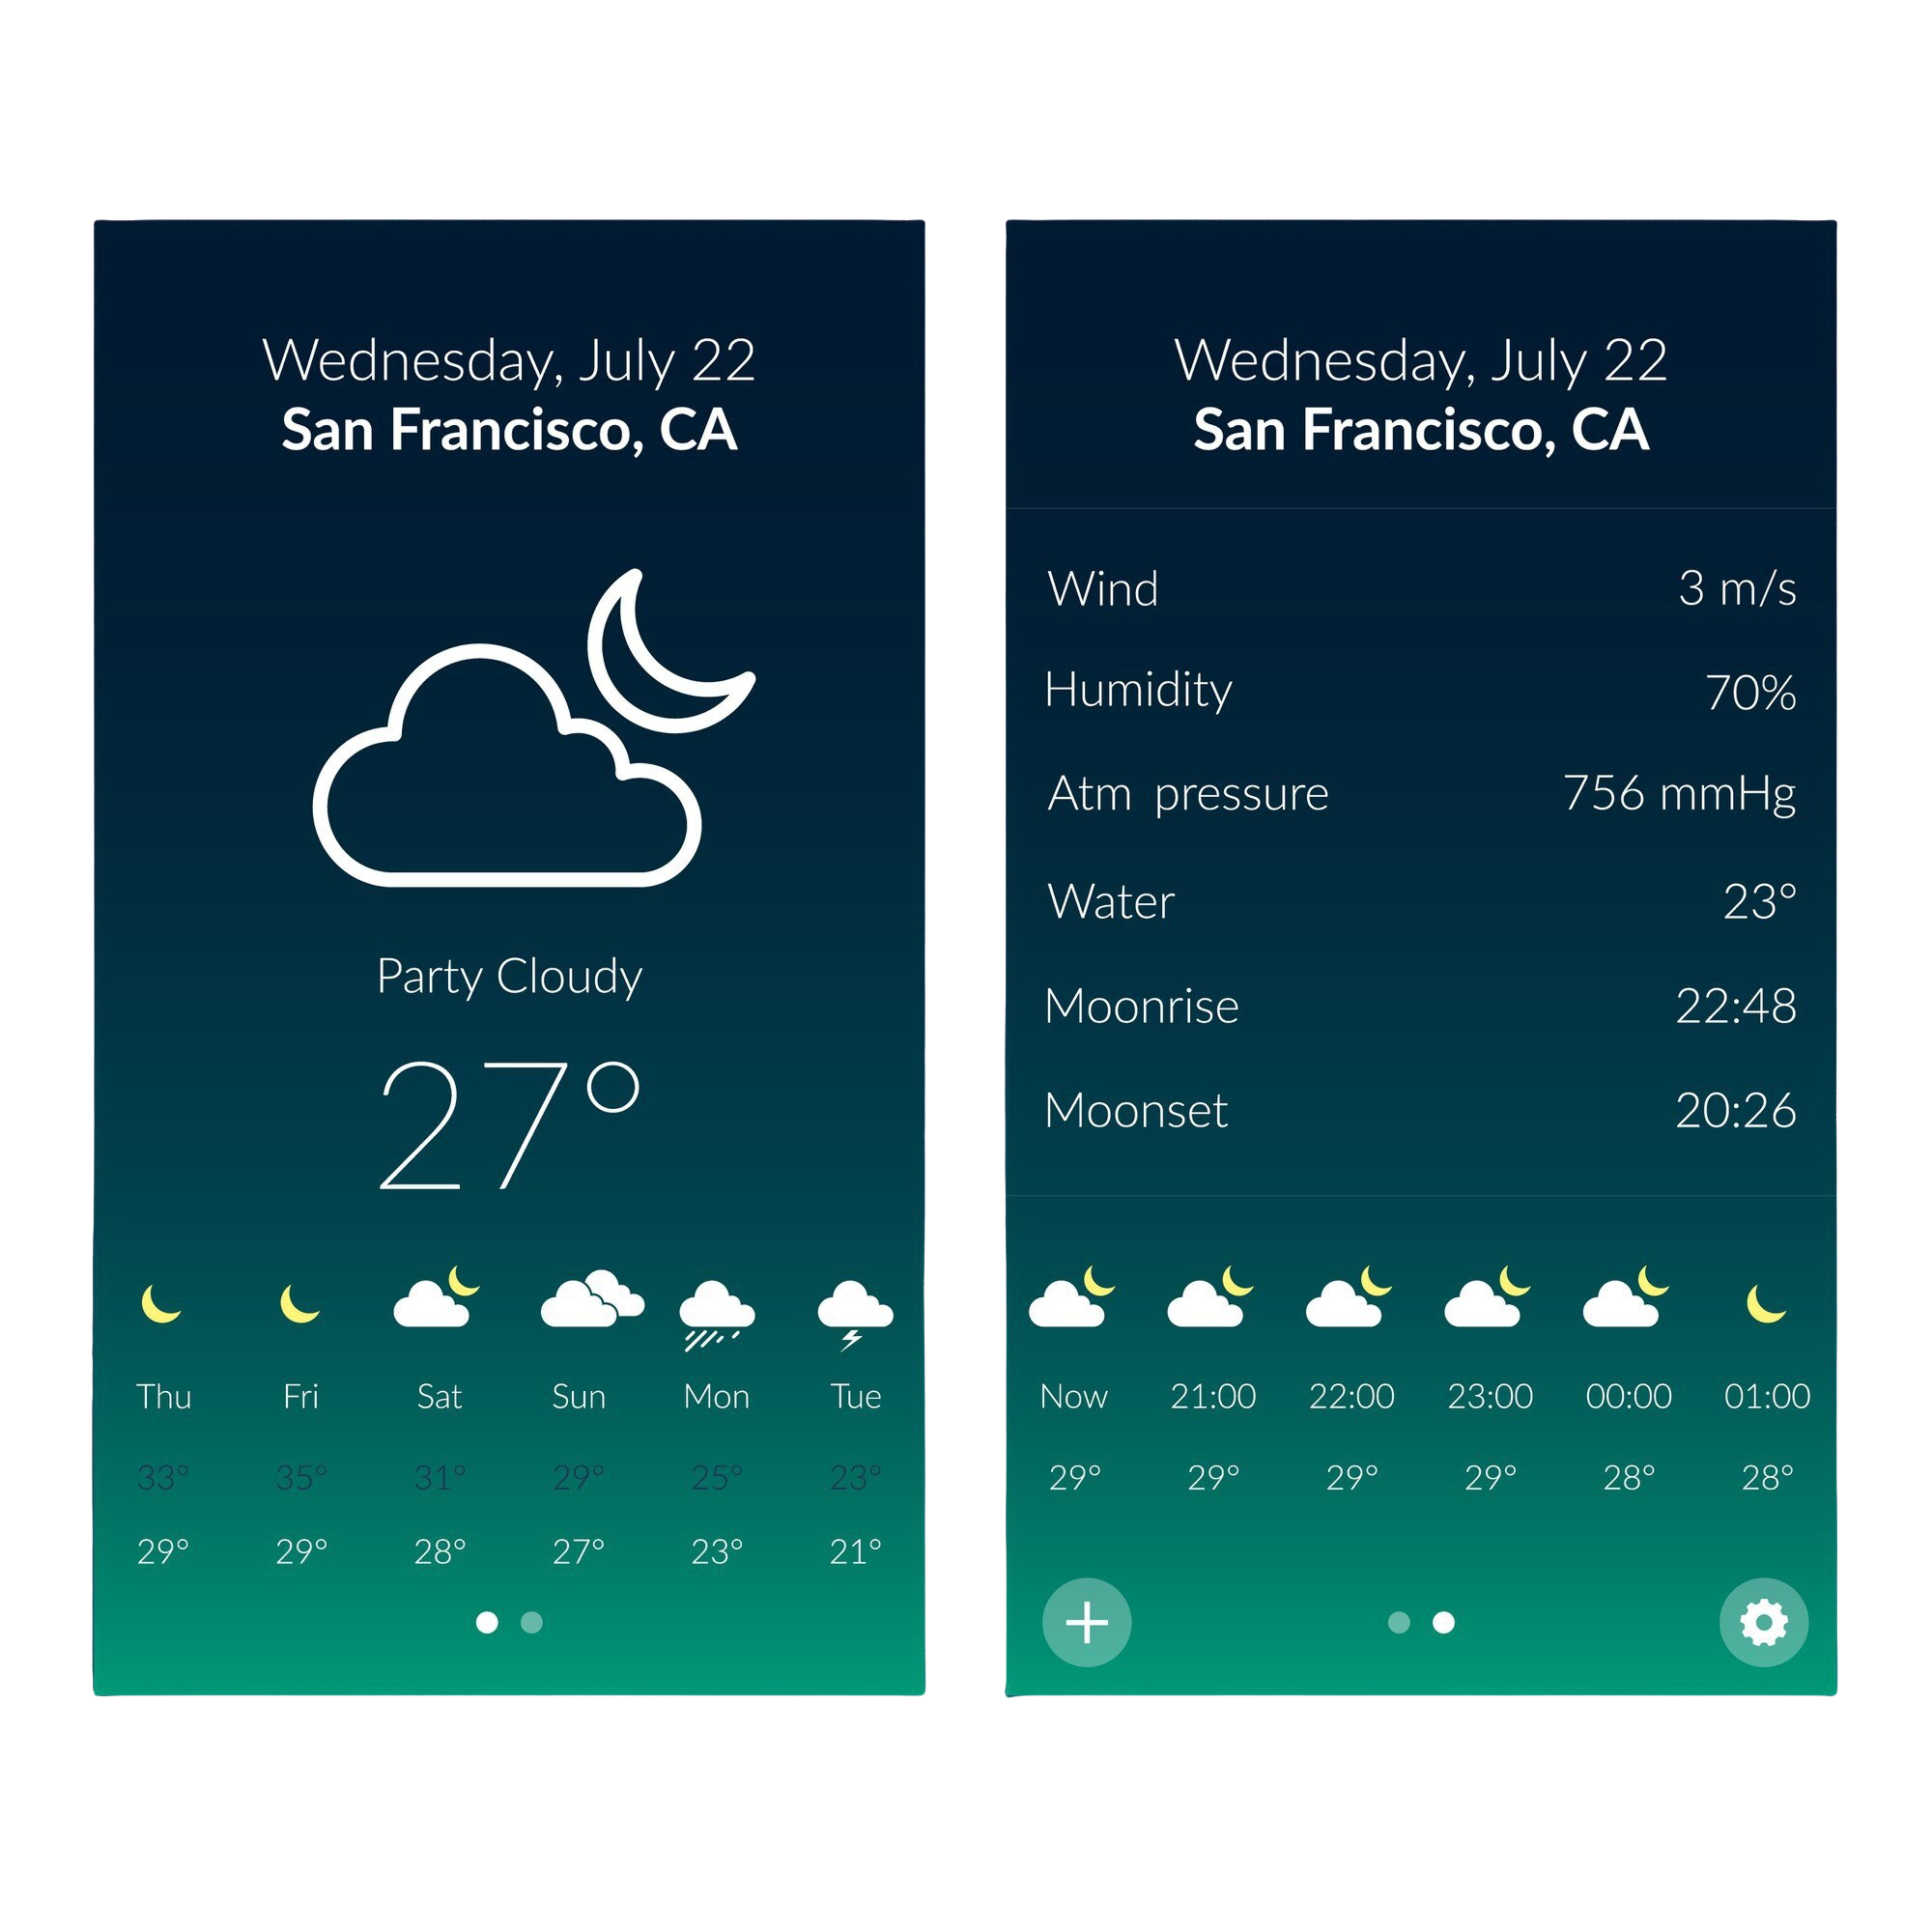 Wednesday, July 22
San Francisco, CA
Party Cloudy
27°
Thu Fri Sat Sun Mon Tue
33° 35° 31° 29° 25° 23°
29° 29° 28° 27° 23° 21°
Wednesday, July 22
San Francisco, CA
Wind 3 m/s
Humidity 70%
Atm pressure 756 mmHg
Water 23°
Moonrise 22:48
Moonset 20:26
Now 21:00 22:00 23:00 00:00 01:00
29° 29° 29° 29° 28° 28°